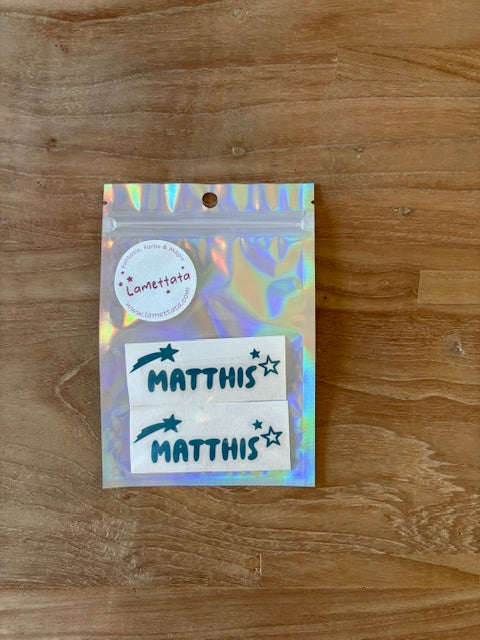 Fantasie, Farbe & Magie
Lamettata
www.lamettata.com
MATTHIS
MATTHIS